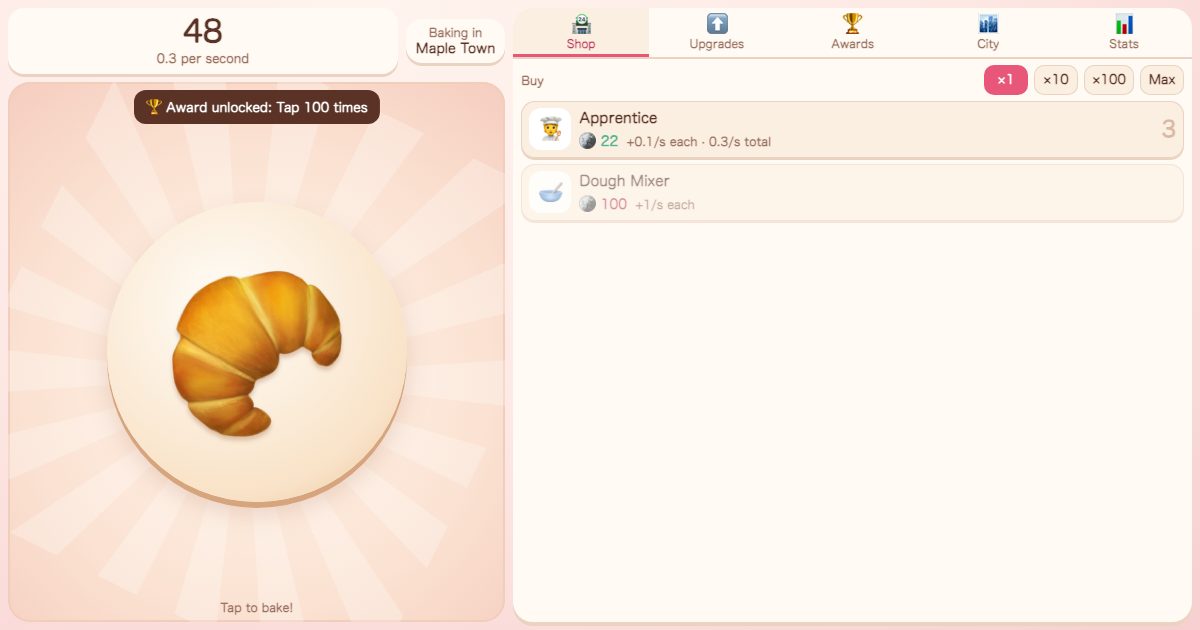 48
0.3 per second
Baking in
Maple Town
Award unlocked: Tap 100 times
Tap to bake!
Shop
Upgrades
Awards
City
Stats
Buy
×1
×10
×100
Max
Apprentice
22 +0.1/s each · 0.3/s total
3
Dough Mixer
100 +1/s each